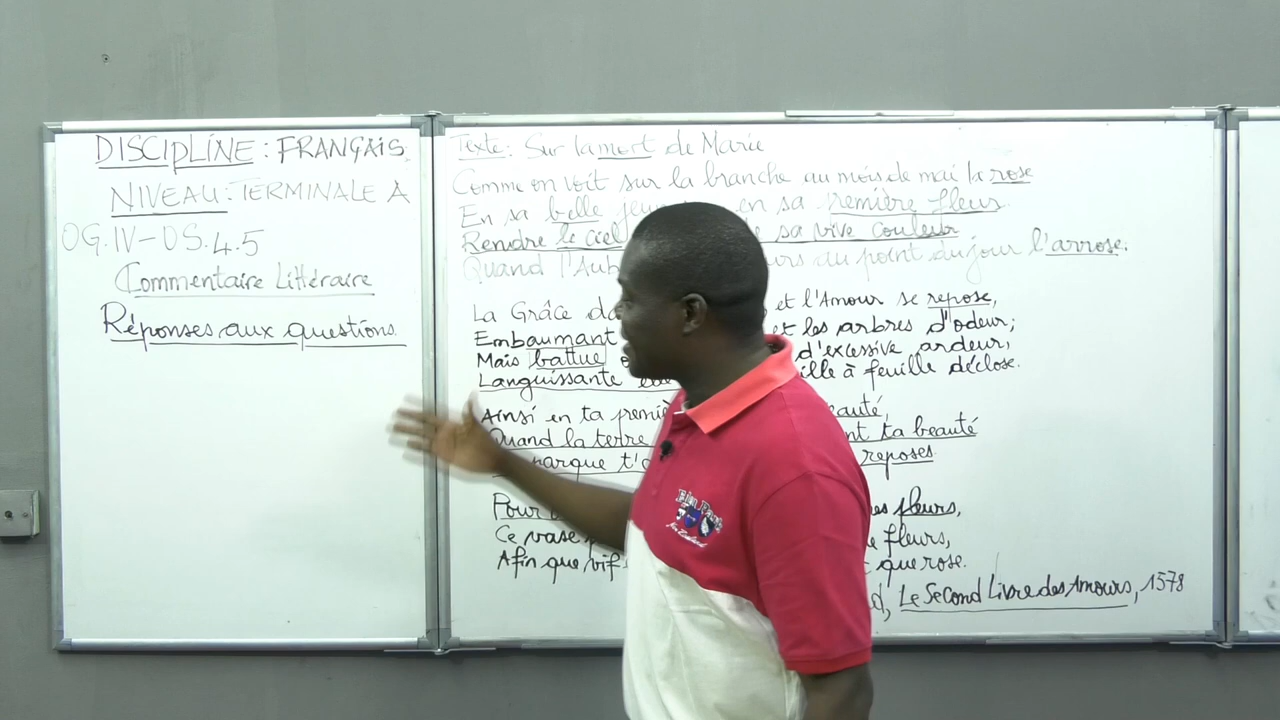 DISCIPLINE : FRANÇAIS
NIVEAU : TERMINALE A
OG.IV-OS.4.5
Commentaire Littéraire
Réponses aux questions.
Texte: Sur la mort de Marie
Comme on voit sur la branche au mois de mai la rose
En sa belle en sa première fleur
Rendre le ciel sa vive couleur
Quand l'Aub au point du jour l'arrose.
La Grâce da et l'Amour se repose,
Embaumant et les arbres d'odeur;
Mais battue d'excessive ardeur,
Languissante feuille à feuille déclose.
Ainsi en ta premiè eauté,
Quand la terre nt ta beauté
parque t' reposes
Pour es fleurs,
Ce vase fleurs,
Afin que vif que rose.
d, Le Second Livre des Amours, 1578